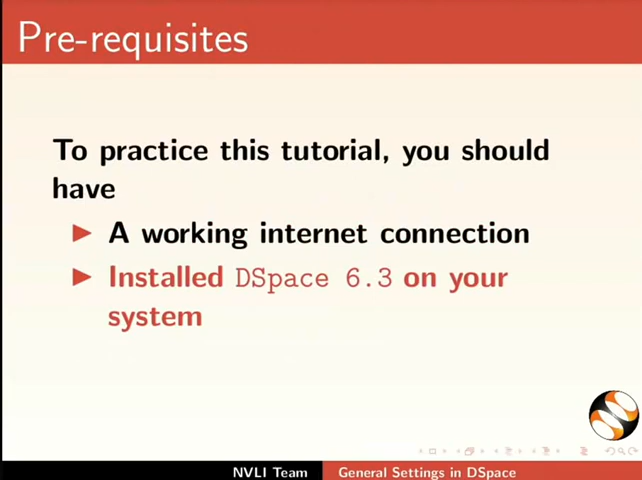 Pre-requisites
To practice this tutorial, you should
have
A working internet connection
Installed DSpace 6.3 on your
system
NVLI Team General Settings in DSpace